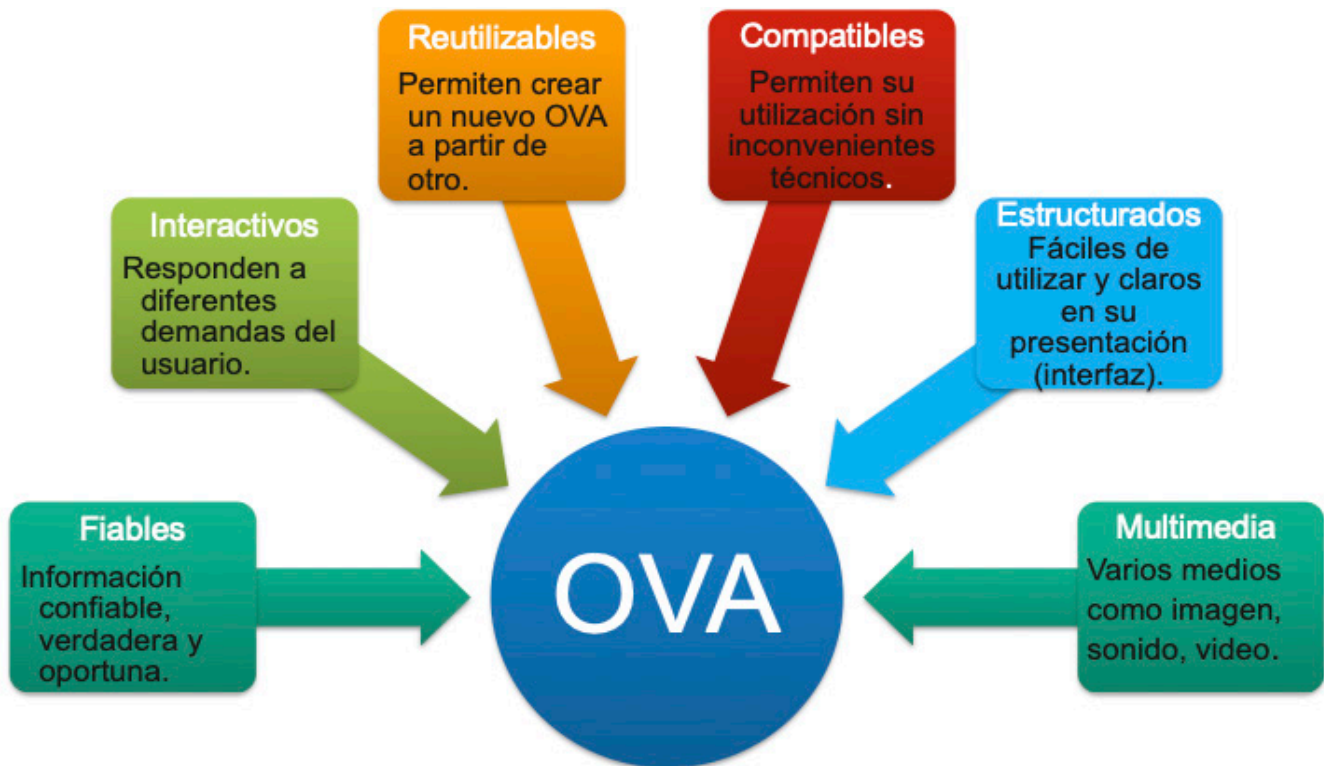 Reutilizables
Permiten crear
un nuevo OVA
a partir de
otro.
Compatibles
Permiten su
utilización sin
inconvenientes
técnicos.
Interactivos
Responden a
diferentes
demandas del
usuario.
Estructurados
Fáciles de
utilizar y claros
en su
presentación
(interfaz).
Fiables
Información
confiable,
verdadera y
oportuna.
OVA
Multimedia
Varios medios
como imagen,
sonido, video.